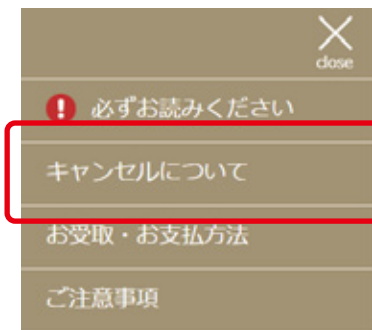 close
必ずお読みください
キャンセルについて
お受取・お支払方法
ご注意事項